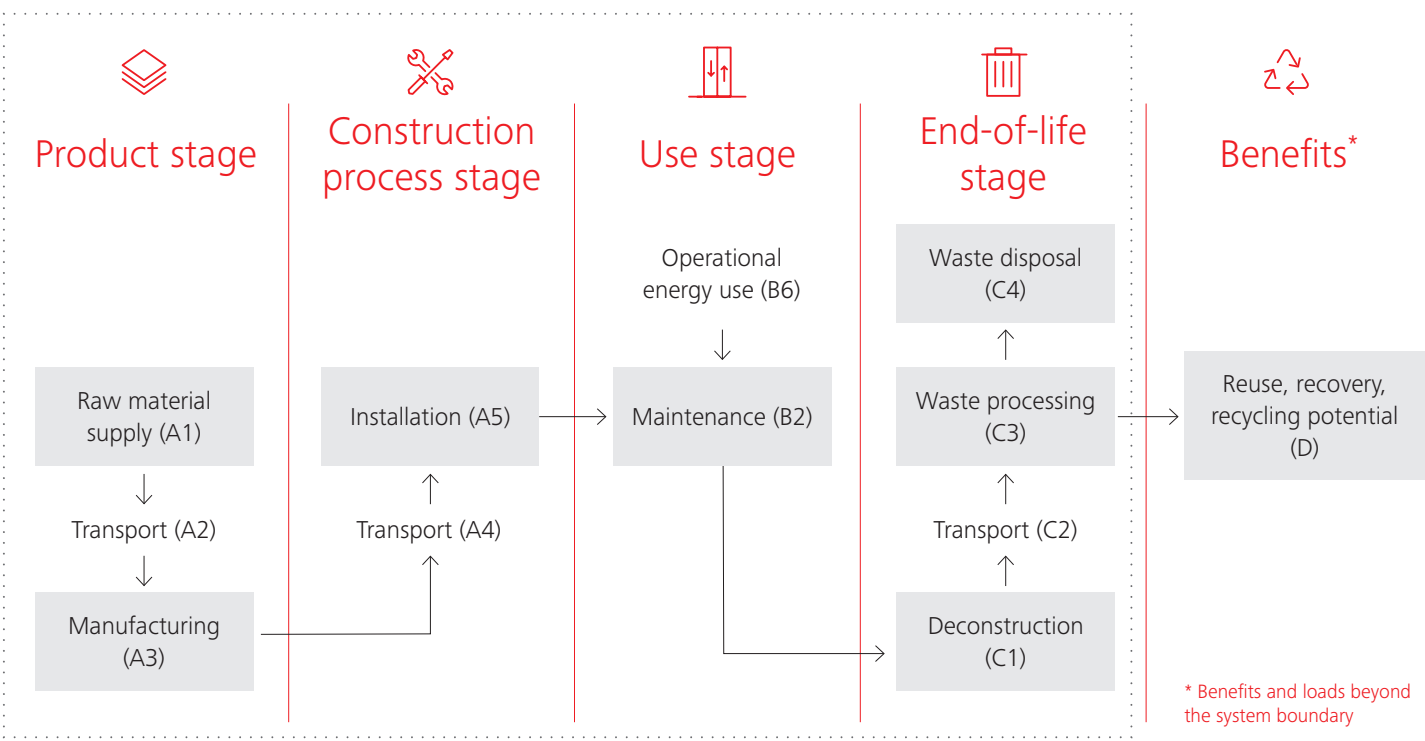 Product stage
Raw material
supply (A1)
Transport (A2)
Manufacturing
(A3)
Construction
process stage
Installation (A5)
Transport (A4)
Use stage
Operational
energy use (B6)
Maintenance (B2)
End-of-life
stage
Waste disposal
(C4)
Waste processing
(C3)
Transport (C2)
Deconstruction
(C1)
Benefits*
Reuse, recovery,
recycling potential
(D)
* Benefits and loads beyond
the system boundary